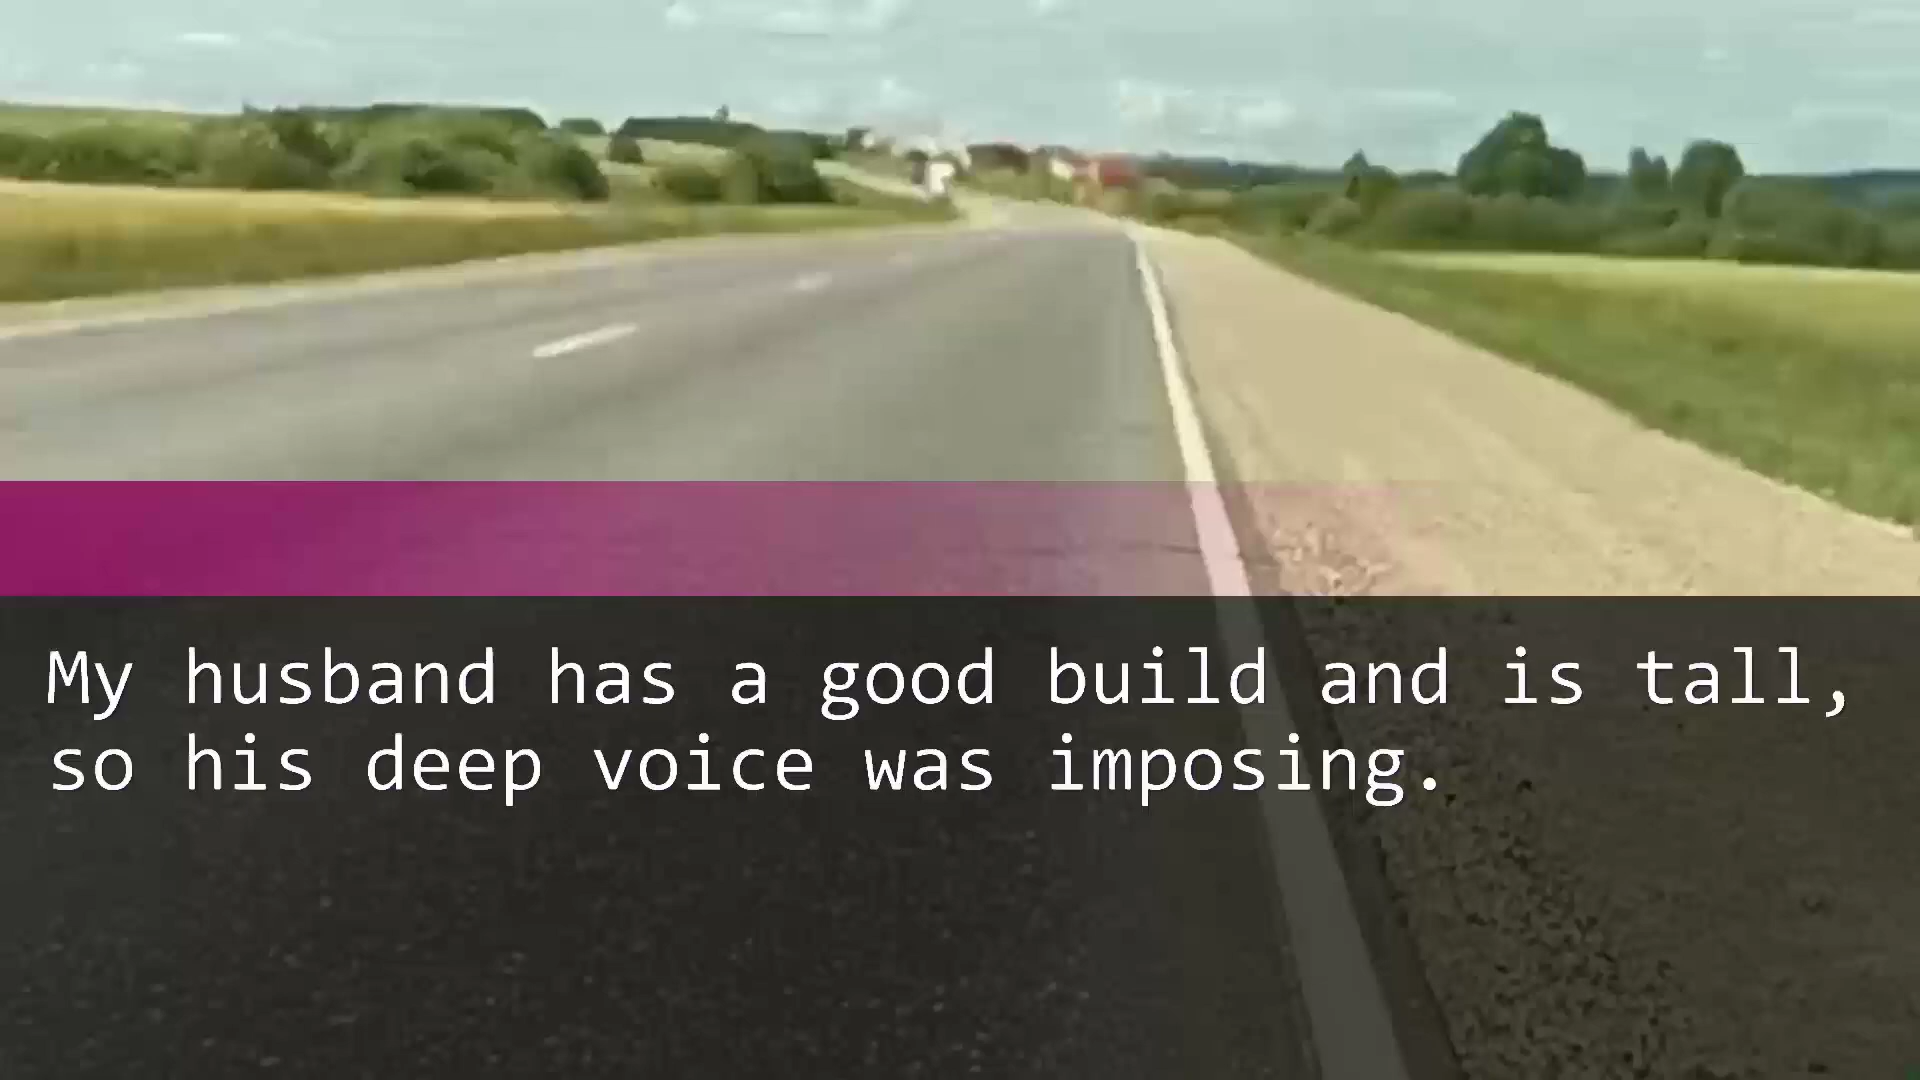 My husband has a good build and is tall,
so his deep voice was imposing.